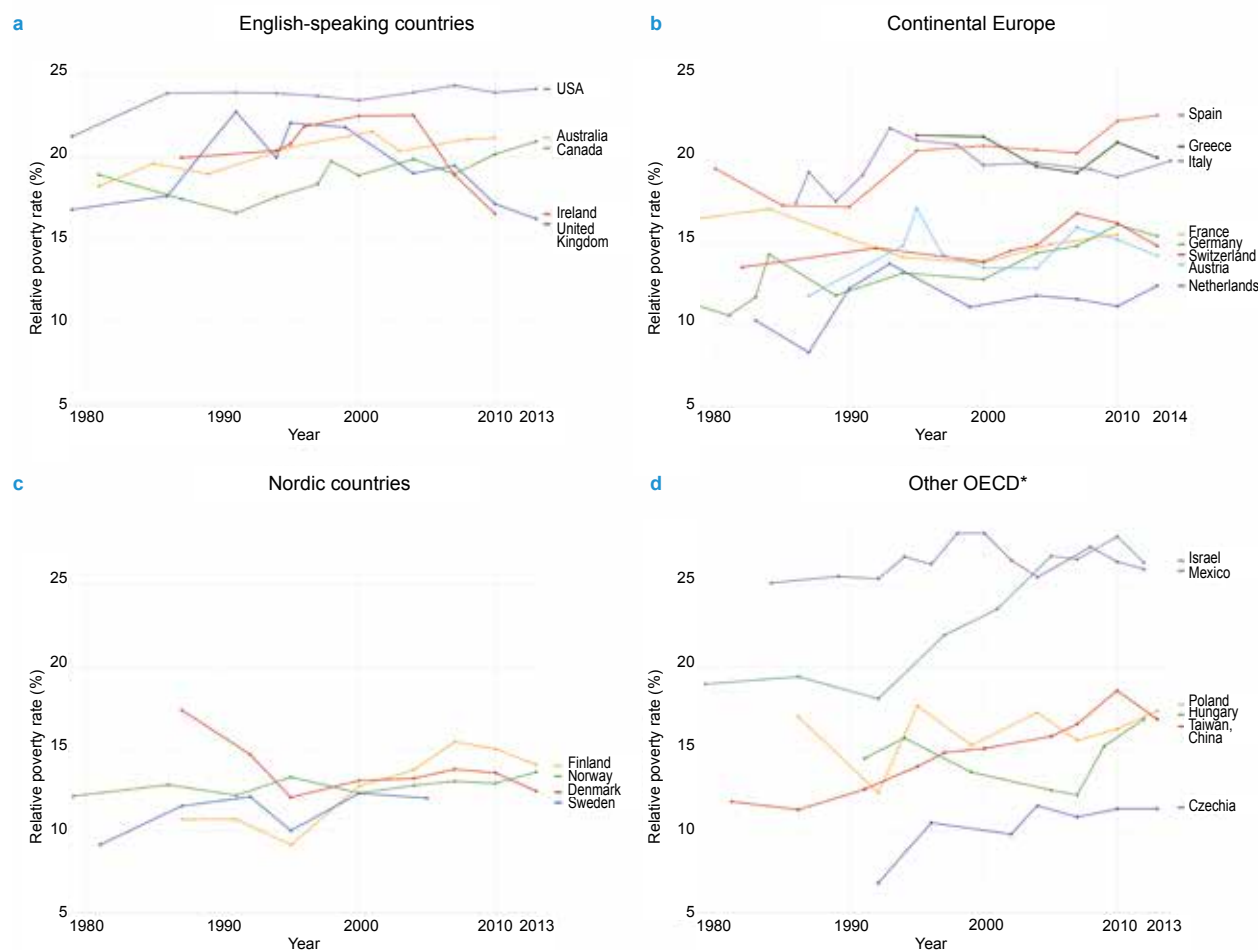 a
English-speaking countries
25
20
15
10
5
Relative poverty rate (%)
1980
1990
2000
2010 2013
Year
USA
Australia
Canada
Ireland
United
Kingdom
b
Continental Europe
25
20
15
10
5
Relative poverty rate (%)
1980
1990
2000
2010
2014
Year
Spain
Greece
Italy
France
Germany
Switzerland
Austria
Netherlands
c
Nordic countries
25
20
15
10
5
Relative poverty rate (%)
1980
1990
2000
2010 2013
Year
Finland
Norway
Denmark
Sweden
d
Other OECD*
25
20
15
10
5
Relative poverty rate (%)
1980
1990
2000
2010 2013
Year
Israel
Mexico
Poland
Hungary
Taiwan,
China
Czechia